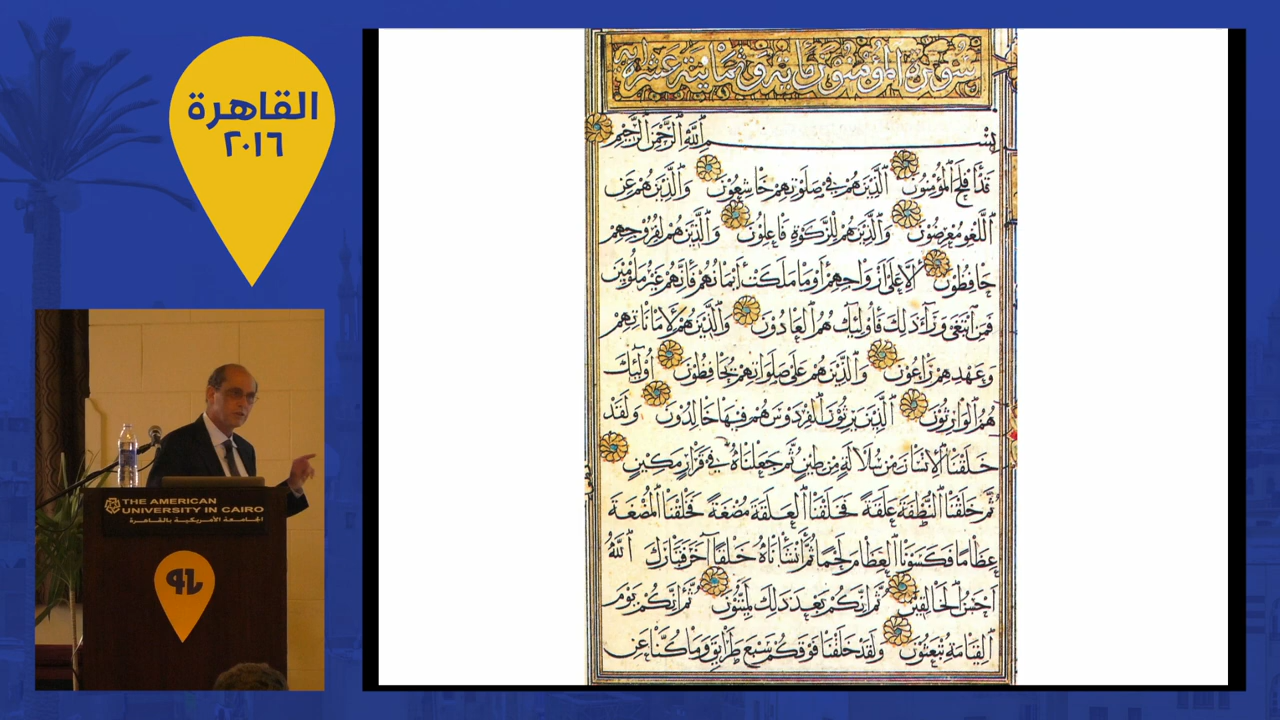 القاهرة
٢٠١٦
سورة المؤمنون مائة وثمانية عشر آية
بسم الله الرحمن الرحيم
قد أفلح المؤمنون الذين هم في صلوتهم خاشعون والذين هم عن
اللغو معرضون والذين هم للزكوة فاعلون والذين هم لفروجهم
حافظون إلا على أزواجهم أو ما ملكت أيمانهم فإنهم غير ملومين
فمن ابتغى وراء ذلك فأولئك هم العادون والذين هم لأماناتهم
وعهدهم راعون والذين هم على صلواتهم يحافظون أولئك
هم الوارثون الذين يرثون الفردوس هم فيها خالدون ولقد
خلقنا الإنسان من سلالة من طين ثم جعلناه في قرار مكين
ثم خلقنا النطفة علقة فخلقنا العلقة مضغة فخلقنا المضغة
عظاما فكسونا العظام لحما ثم أنشأناه خلقا آخر فتبارك الله
أحسن الخالقين ثم إنكم بعد ذلك لميتون ثم إنكم يوم
القيامة تبعثون ولقد خلقنا فوقكم سبع طرائق وما كنا عن
THE AMERICAN
UNIVERSITY IN CAIRO
الجامعة الأمريكية بالقاهرة